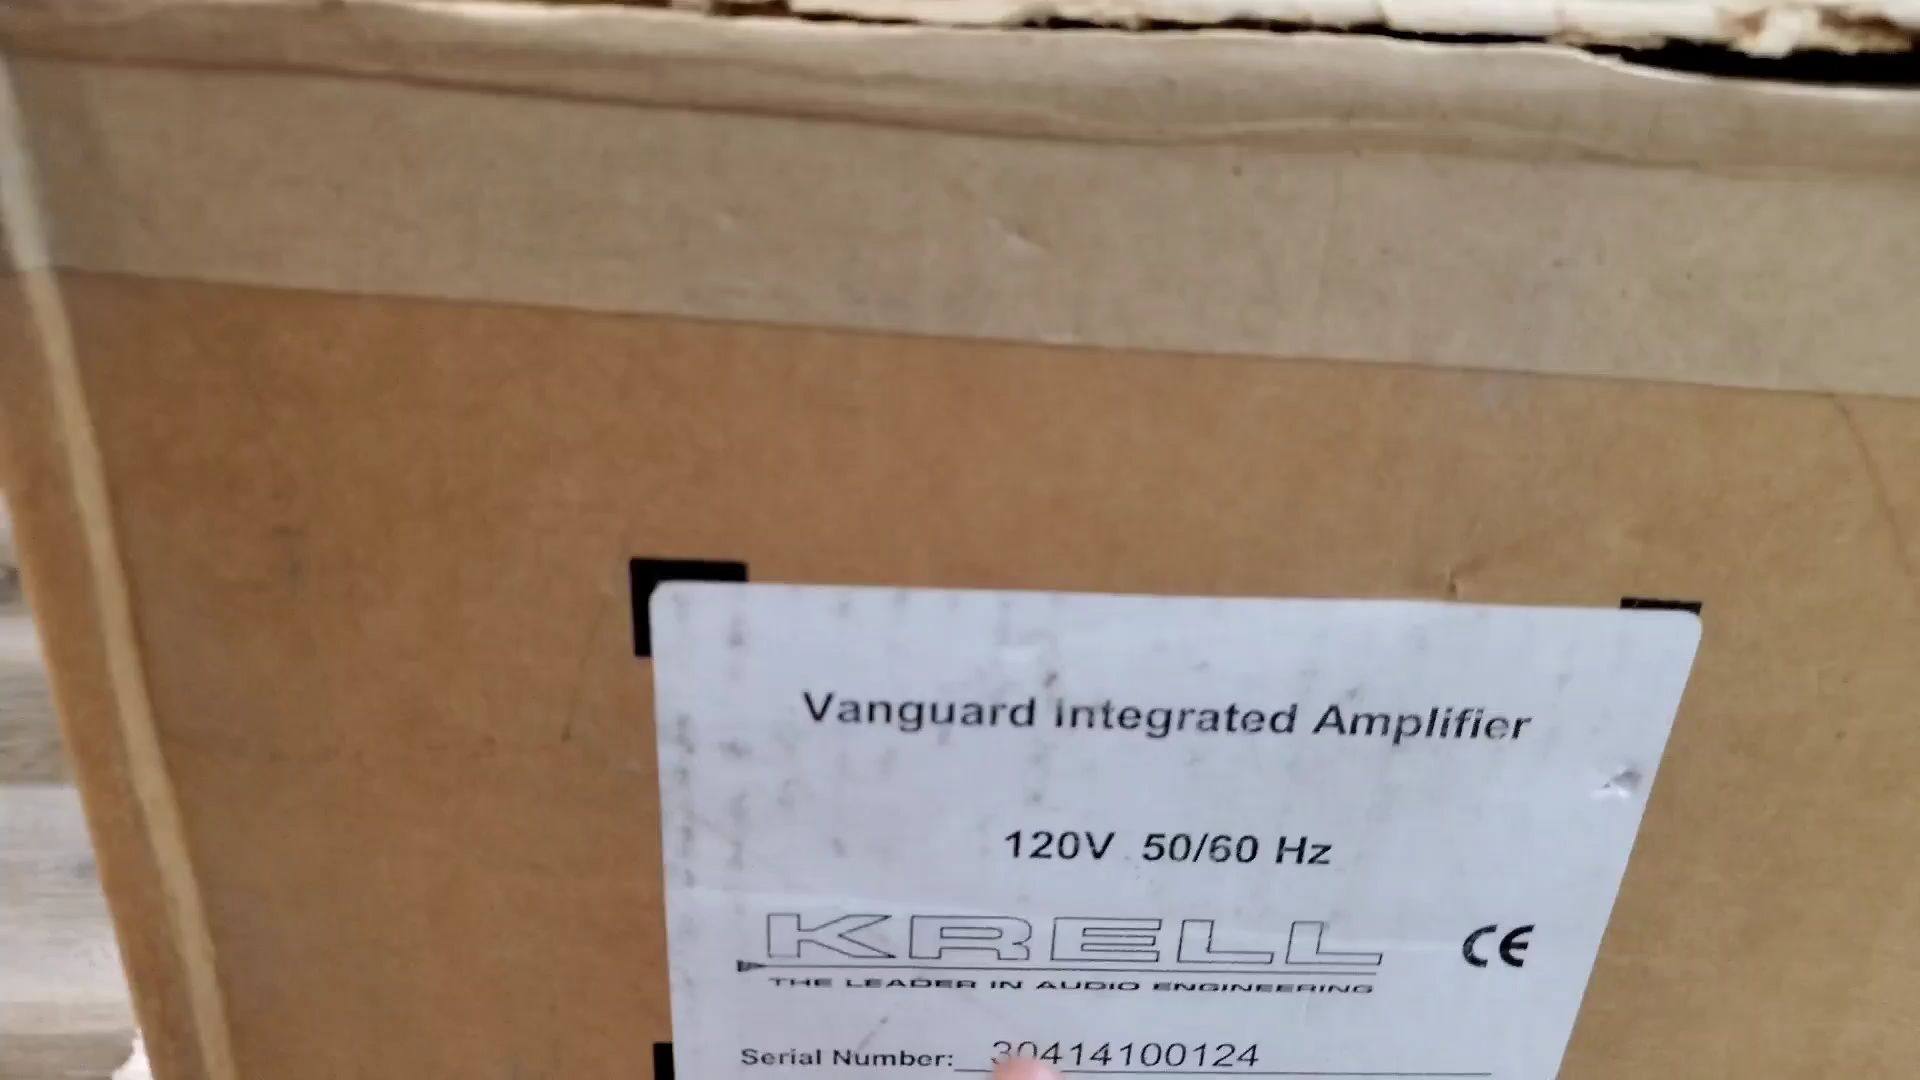 Vanguard Integrated Amplifier
120V 50/60 Hz
KRELL
CE
THE LEADER IN AUDIO ENGINEERING
Serial Number: 30414100124